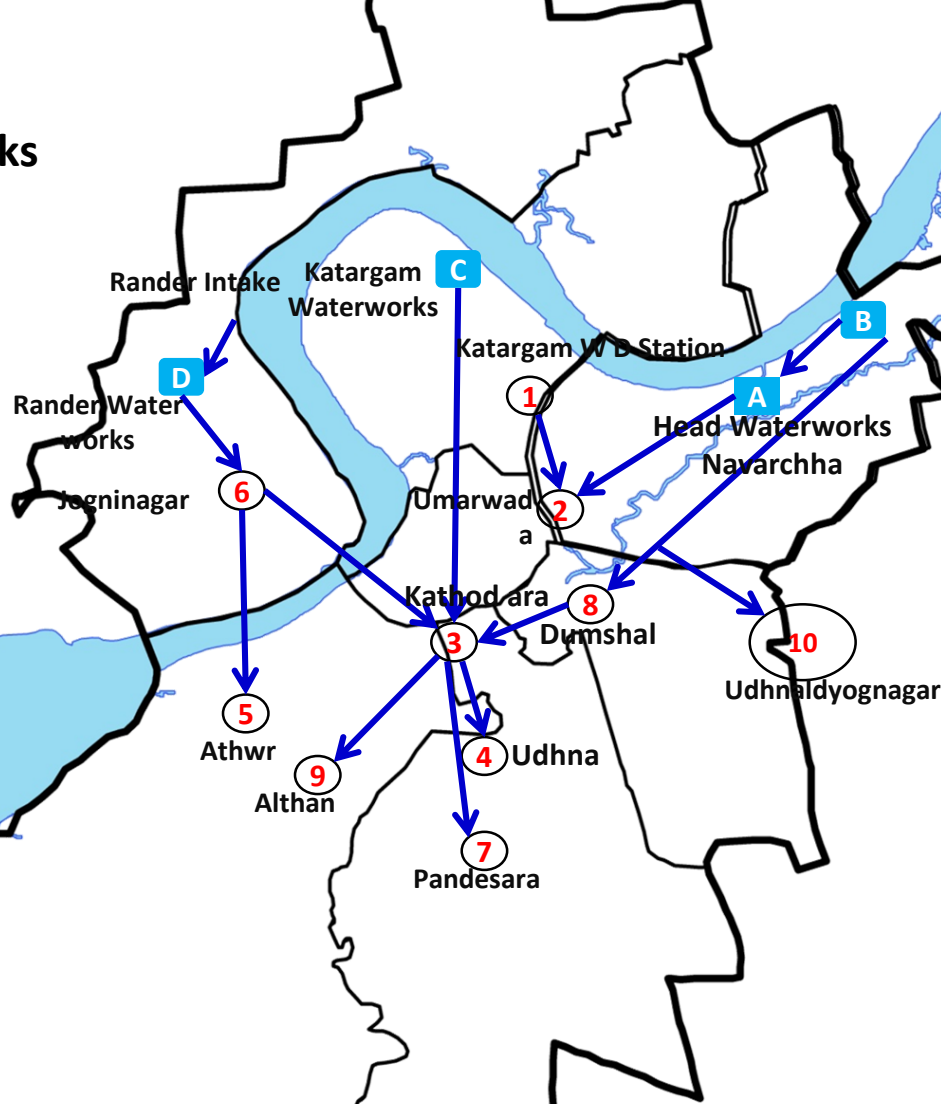 ks
Rander Intake
Katargam
Waterworks
C
B
Katargam W D Station
D
A
1
Rander Water
works
Head Waterworks
Navarchha
Jogninagar
6
Umarwad
a
2
Kathod ara
8
Dumshal
3
10
Udhnaldyognagar
5
Athwr
4
Udhna
9
Althan
7
Pandesara